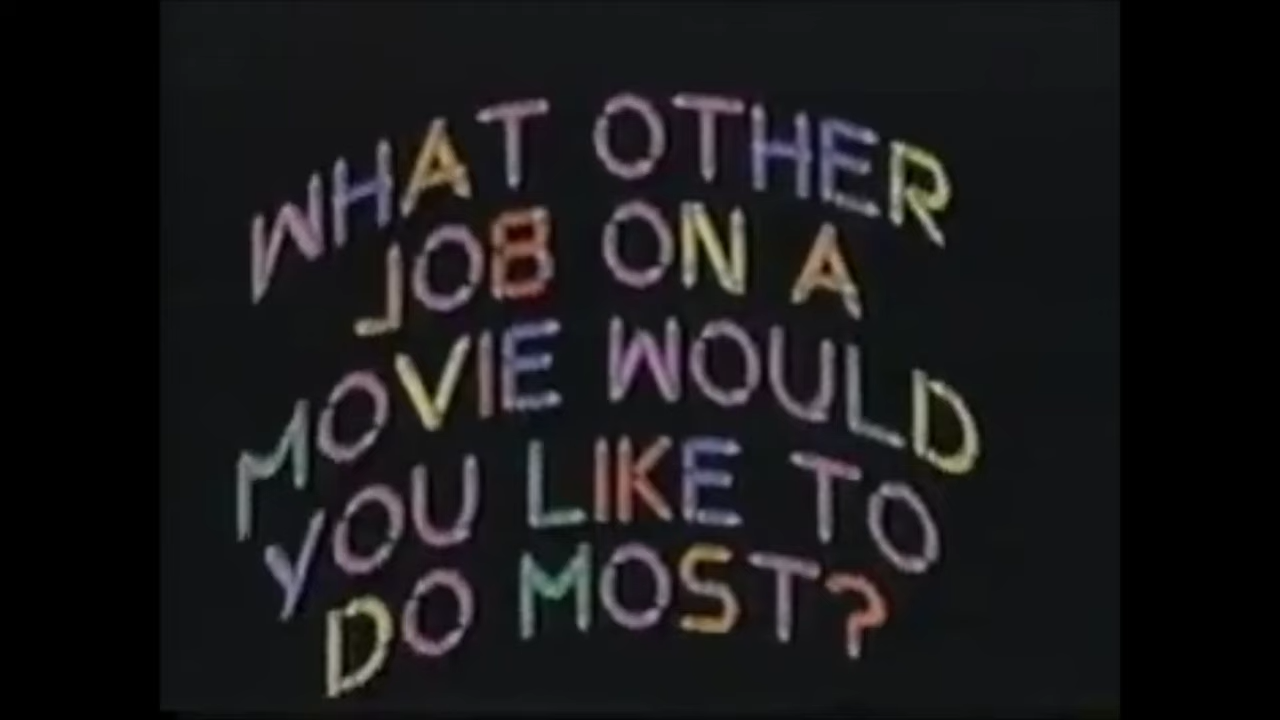 WHAT OTHER
JOB ON A
MOVIE WOULD
YOU LIKE TO
DO MOST?